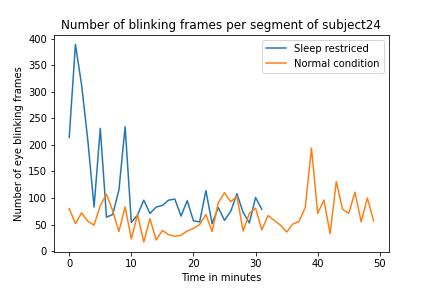 Number of blinking frames per segment of subject24
Sleep restriced
Normal condition
Number of eye blinking frames
400
350
300
250
200
150
100
50
0
0 10 20 30 40 50
Time in minutes